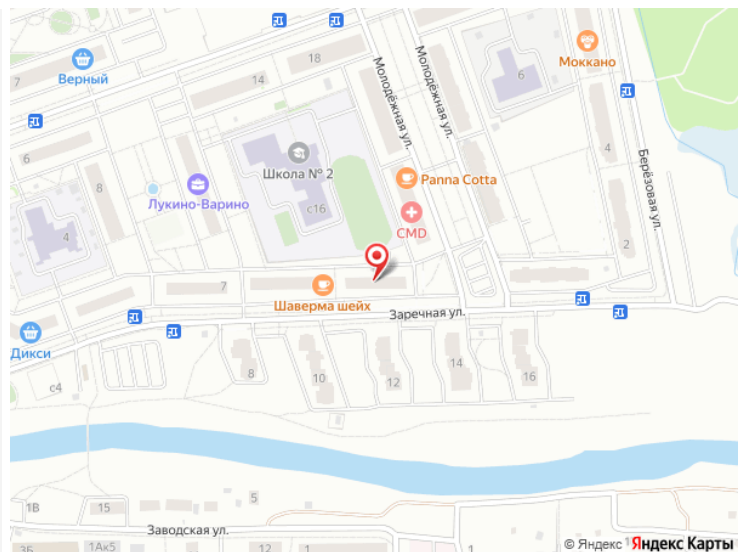 Верный
7
14
18
Молодёжная ул.
Молодёжная ул.
6
Моккано
6
8
4
Школа № 2
с16
Лукино-Варино
Panna Cotta
CMD
4
2
Берёзовая ул.
7
Шаверма шейх
Заречная ул.
Дикси
с4
8
10
12
14
16
1В
15
5
Заводская ул.
3Б
1Ак5
12
1
© Яндекс Яндекс Карты